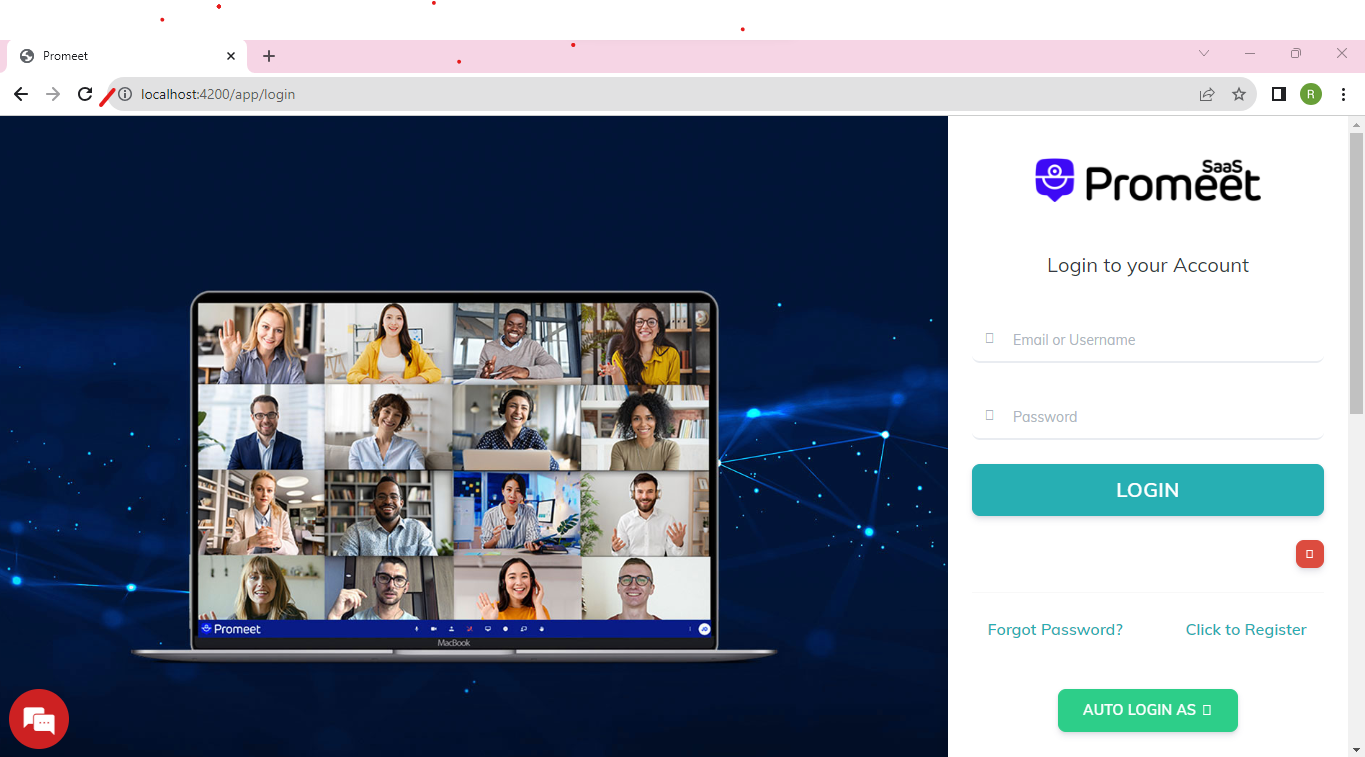 Promeet
localhost:4200/app/login
R
SaaS
Promeet
Login to your Account
Email or Username
Password
LOGIN
Forgot Password?
Click to Register
AUTO LOGIN AS
Promeet
MacBook